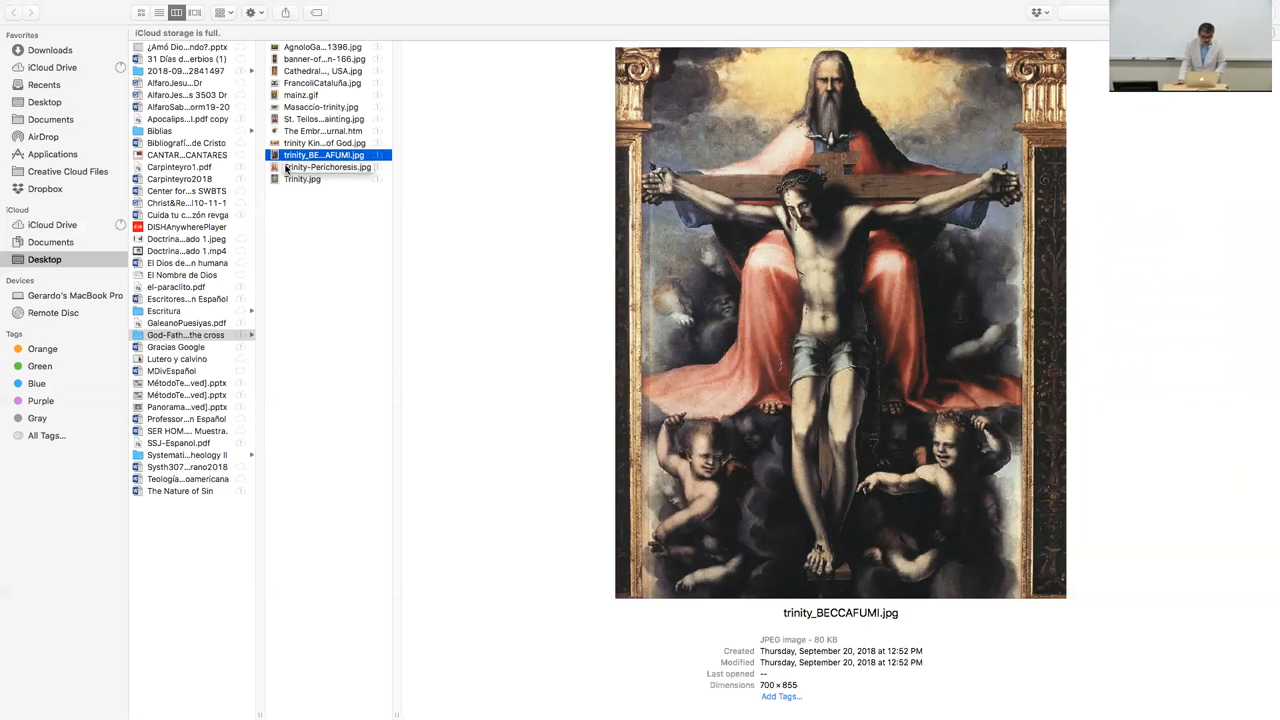 iCloud storage is full.
Favorites
Downloads
iCloud Drive
Recents
Desktop
Documents
AirDrop
Applications
Creative Cloud Files
Dropbox
iCloud
iCloud Drive
Documents
Desktop
Devices
Gerardo's MacBook Pro
Remote Disc
Tags
Orange
Green
Blue
Purple
Gray
All Tags...
¿Amó Dio...ndo?.pptx
31 Días d...erbios (1)
2018-09...2841497
AlfaroJesu...Dr
AlfaroJes...s 3503 Dr
AlfaroSab...orm19-20
Apocalips...l.pdf copy
Biblias
Bibliografí...de Cristo
CANTAR...CANTARES
Carpinteyro1.pdf
Carpinteyro2018
Center for...s SWBTS
Christ&Re...l10-11-1
Cuida tu c...zón revga
DISHAnywherePlayer
Doctrina...ado 1.jpeg
Doctrina...ado 1.mp4
El Dios de...n humana
El Nombre de Dios
el-paraclito.pdf
Escritores...n Español
Escritura
GaleanoPuesiyas.pdf
God-Fath...the cross
Gracias Google
Lutero y calvino
MDivEspañol
MétodoTe...ved].pptx
MétodoTe...ved].pptx
Panorama...ved].pptx
Professor...n Español
SER HOM.... Muestra.
SSJ-Espanol.pdf
Systemati...heology II
Systh307...rano2018
Teología...oamericana
The Nature of Sin
AgnoloGa...1396.jpg
banner-of...n-166.jpg
Cathedral..., USA.jpg
FrancoliCataluña.jpg
mainz.gif
Masaccio-trinity.jpg
St. Teilos...ainting.jpg
The Embr...urnal.htm
trinity Kin...of God.jpg
trinity_BE...AFUMI.jpg
Trinity-Perichoresis.jpg
Trinity.jpg
trinity_BECCAFUMI.jpg
JPEG image - 80 KB
Created Thursday, September 20, 2018 at 12:52 PM
Modified Thursday, September 20, 2018 at 12:52 PM
Last opened --
Dimensions 700 × 855
Add Tags...